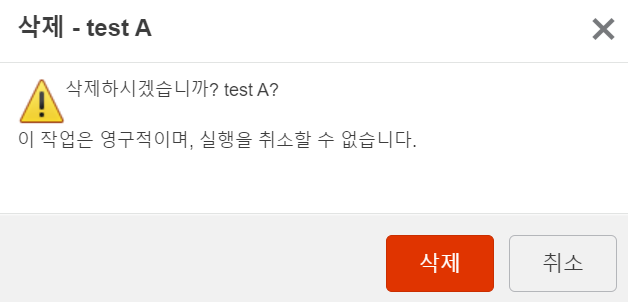 삭제 - test A
삭제하시겠습니까? test A?
이 작업은 영구적이며, 실행을 취소할 수 없습니다.
삭제
취소